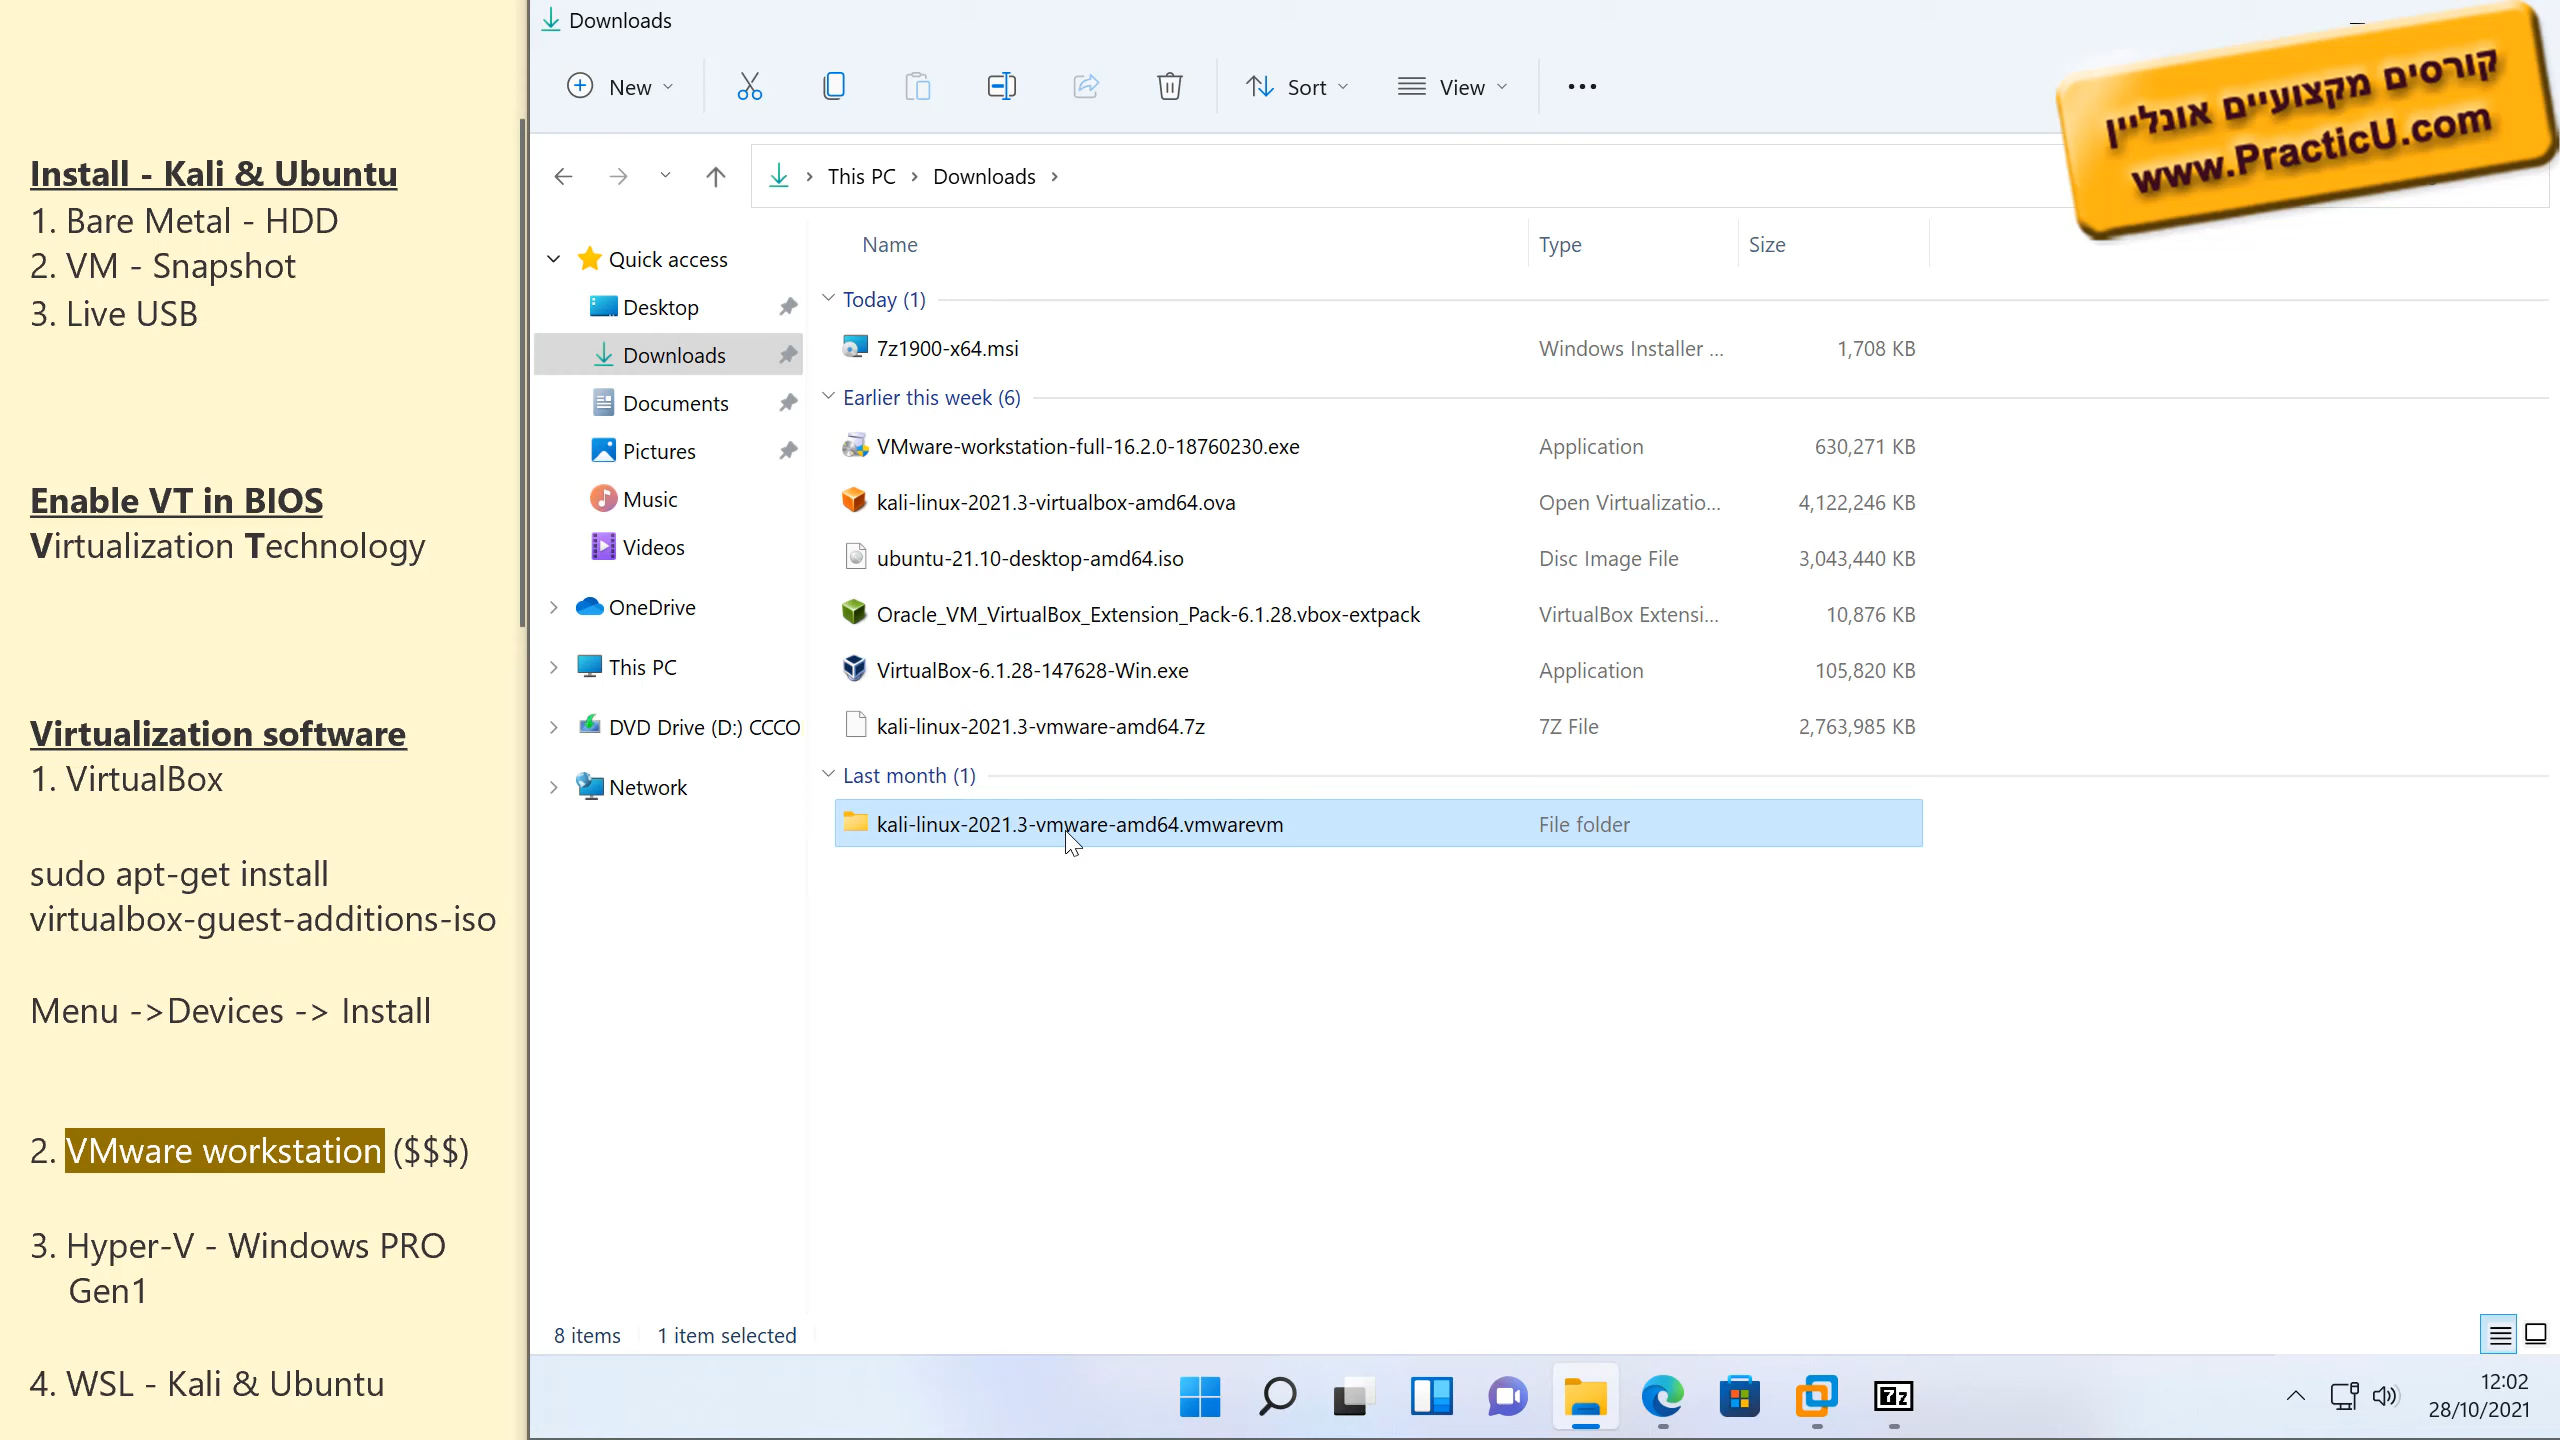 Install - Kali & Ubuntu
1. Bare Metal - HDD
2. VM - Snapshot
3. Live USB
Enable VT in BIOS
Virtualization Technology
Virtualization software
1. VirtualBox
sudo apt-get install
virtualbox-guest-additions-iso
Menu ->Devices -> Install
2. VMware workstation ($$$)
3. Hyper-V - Windows PRO
Gen1
4. WSL - Kali & Ubuntu
Downloads
New
Sort
View
This PC
Downloads
קורסים מקצועיים אונליין
www.PracticU.com
Quick access
Desktop
Downloads
Documents
Pictures
Music
Videos
OneDrive
This PC
DVD Drive (D:) CCCO
Network
Name Type Size
Today (1)
7z1900-x64.msi Windows Installer ... 1,708 KB
Earlier this week (6)
VMware-workstation-full-16.2.0-18760230.exe Application 630,271 KB
kali-linux-2021.3-virtualbox-amd64.ova Open Virtualizatio... 4,122,246 KB
ubuntu-21.10-desktop-amd64.iso Disc Image File 3,043,440 KB
Oracle_VM_VirtualBox_Extension_Pack-6.1.28.vbox-extpack VirtualBox Extensi... 10,876 KB
VirtualBox-6.1.28-147628-Win.exe Application 105,820 KB
kali-linux-2021.3-vmware-amd64.7z 7Z File 2,763,985 KB
Last month (1)
kali-linux-2021.3-vmware-amd64.vmwarevm File folder
8 items 1 item selected
7z
12:02
28/10/2021